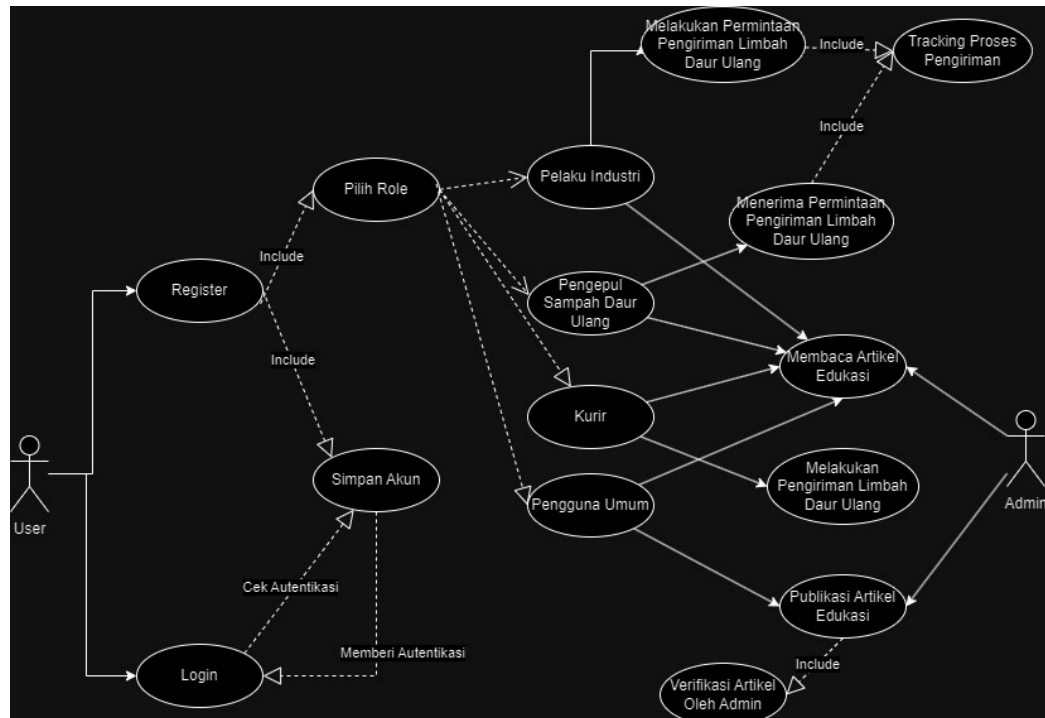 Melakukan Permintaan
Pengiriman Limbah
Daur Ulang
Include
Tracking Proses
Pengiriman
Include
Pilih Role
Pelaku Industri
Menerima Permintaan
Pengiriman Limbah
Daur Ulang
Include
Register
Pengepul
Sampah Daur
Ulang
Include
Membaca Artikel
Edukasi
Kurir
Simpan Akun
Melakukan
Pengiriman Limbah
Daur Ulang
Pengguna Umum
User
Admin
Cek Autentikasi
Publikasi Artikel
Edukasi
Memberi Autentikasi
Include
Login
Verifikasi Artikel
Oleh Admin